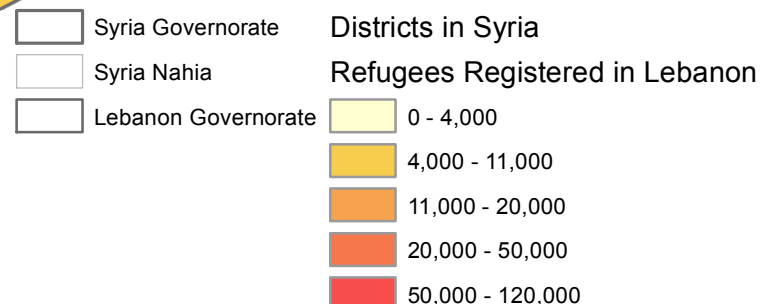 Syria Governorate
Syria Nahia
Lebanon Governorate
Districts in Syria
Refugees Registered in Lebanon
0 - 4,000
4,000 - 11,000
11,000 - 20,000
20,000 - 50,000
50,000 - 120,000